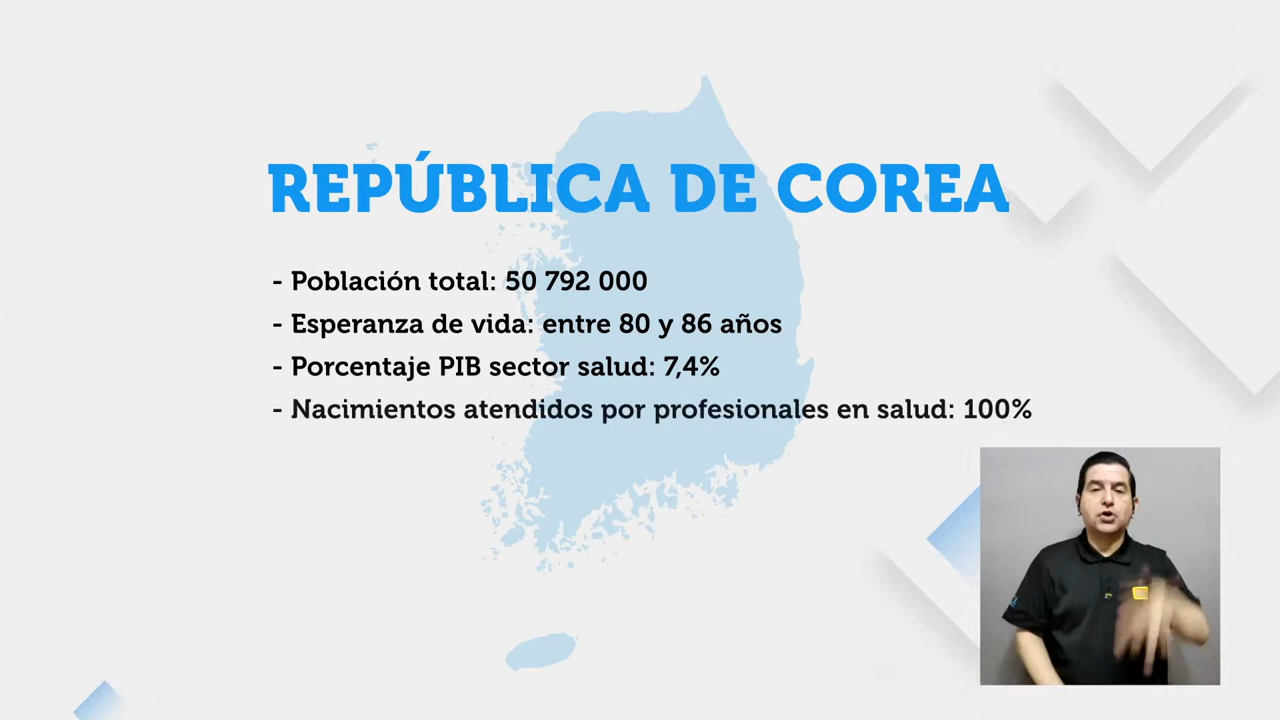 REPÚBLICA DE COREA
- Población total: 50 792 000
- Esperanza de vida: entre 80 y 86 años
- Porcentaje PIB sector salud: 7,4%
- Nacimientos atendidos por profesionales en salud: 100%